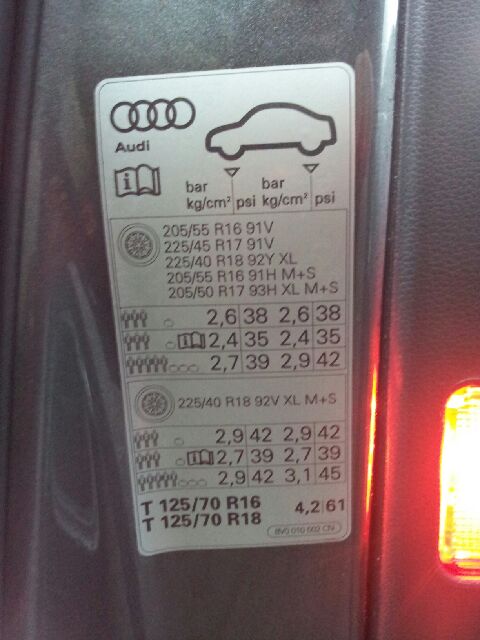 Audi
bar bar
kg/cm² psi kg/cm² psi
205/55 R16 91V
225/45 R17 91V
225/40 R18 92Y XL
205/55 R16 91H M+S
205/50 R17 93H XL M+S
2,6 38 2,6 38
i 2,4 35 2,4 35
2,7 39 2,9 42
225/40 R18 92V XL M+S
2,9 42 2,9 42
i 2,7 39 2,7 39
2,9 42 3,1 45
T 125/70 R16 4,2 61
T 125/70 R18